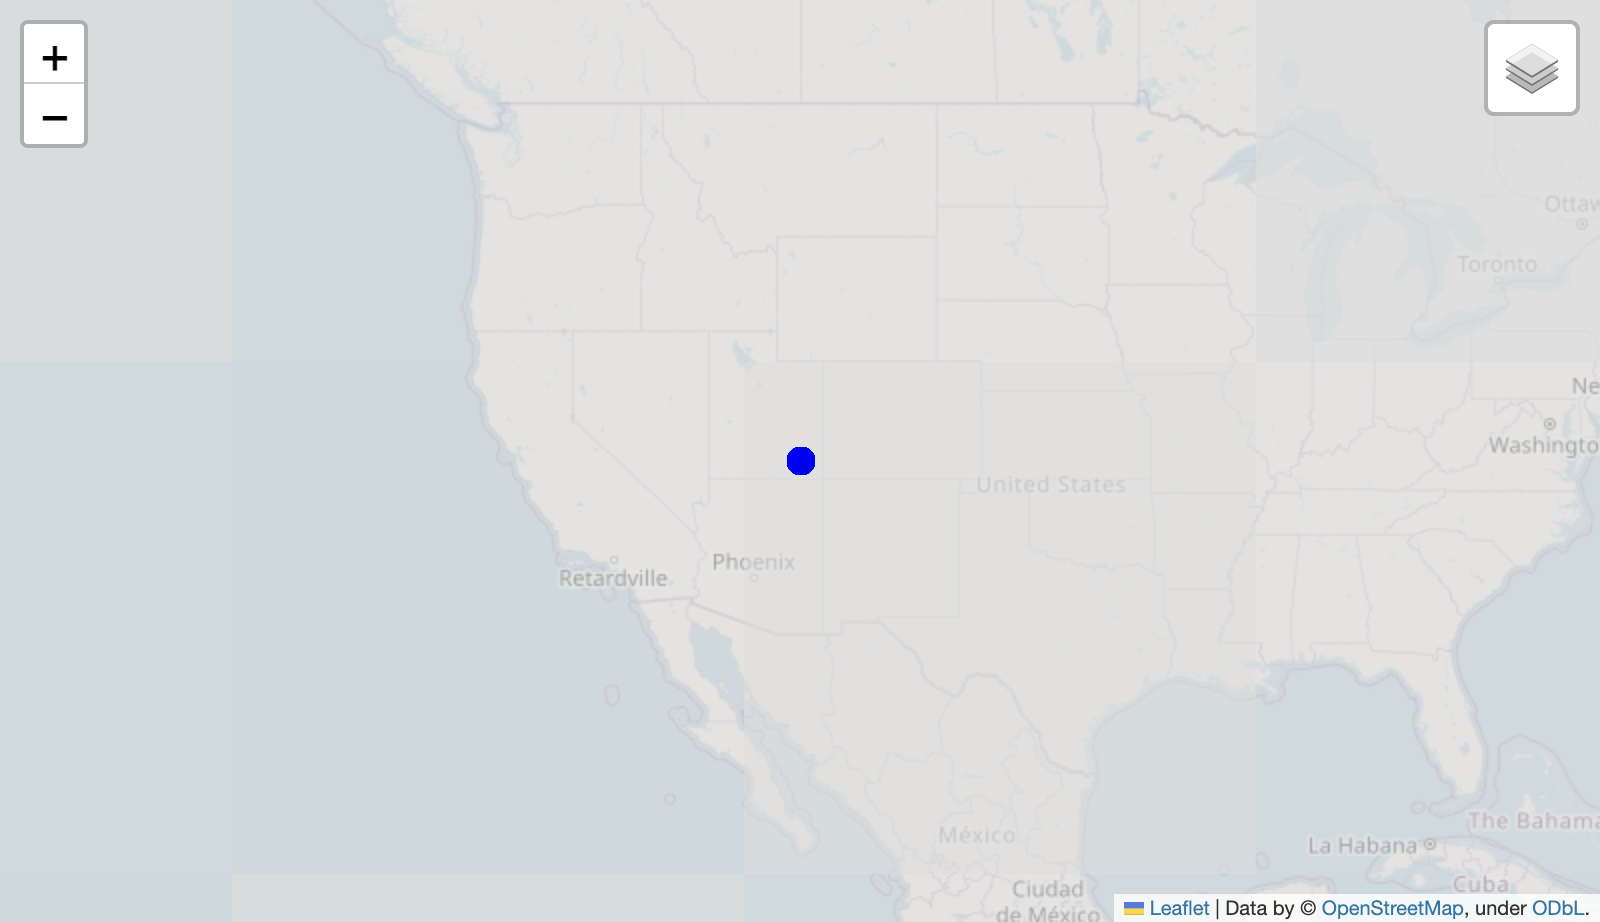 +
−
Ottaw
Toronto
Ne
Washingto
United States
Phoenix
Retardville
México
La Habana
The Bahama
Cuba
Ciudad
de México
Leaflet | Data by © OpenStreetMap, under ODbL.